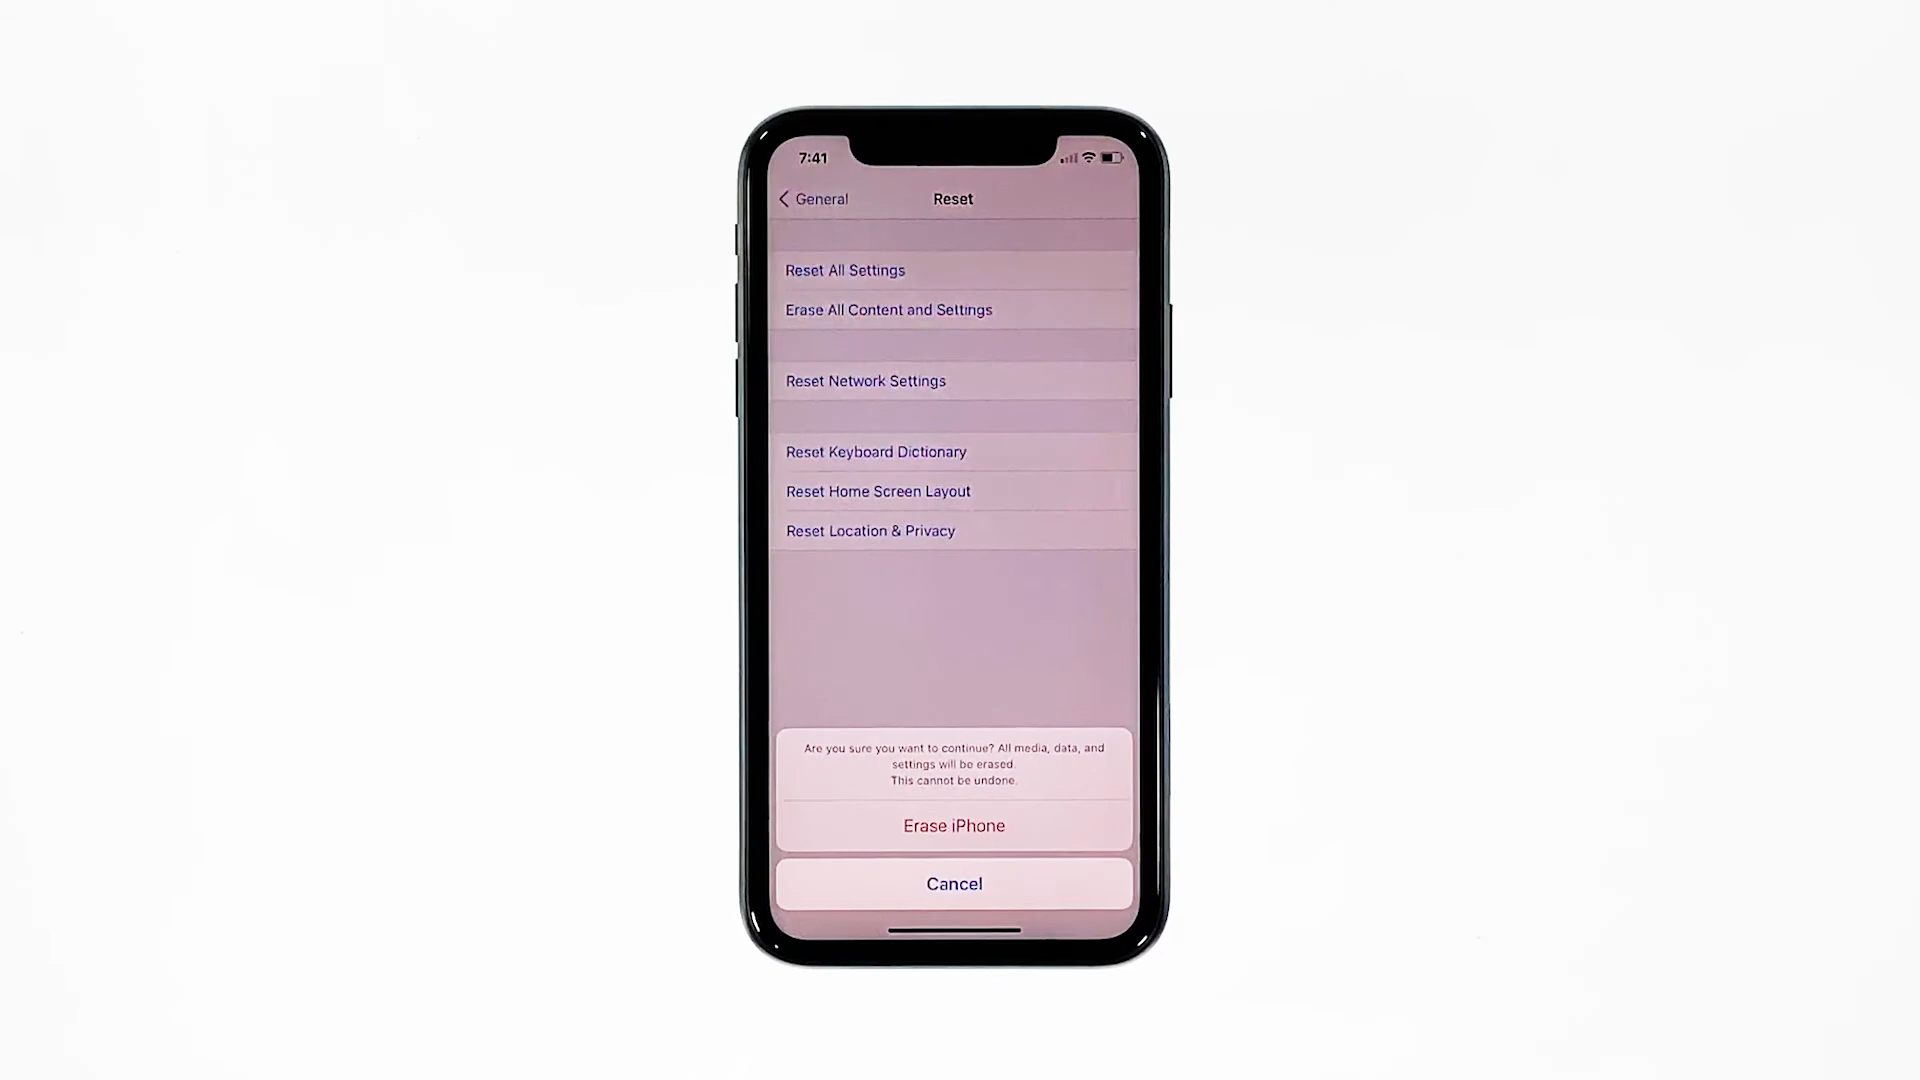 7:41
General
Reset
Reset All Settings
Erase All Content and Settings
Reset Network Settings
Reset Keyboard Dictionary
Reset Home Screen Layout
Reset Location & Privacy
Are you sure you want to continue? All media, data, and
settings will be erased.
This cannot be undone.
Erase iPhone
Cancel